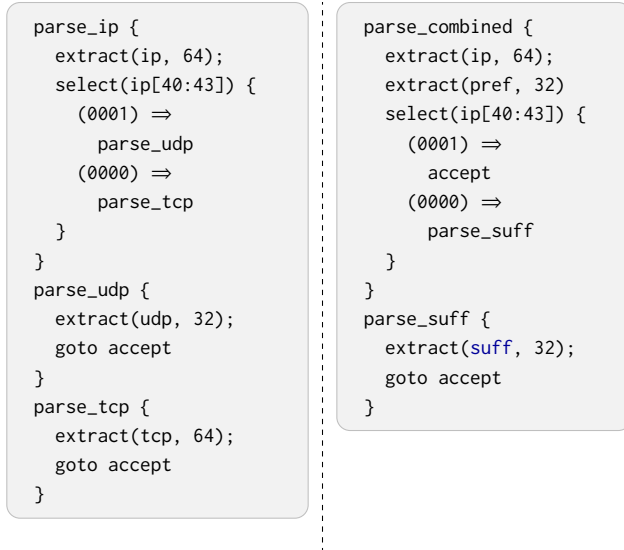 parse_ip {
  extract(ip, 64);
  select(ip[40:43]) {
    (0001) ⇒
      parse_udp
    (0000) ⇒
      parse_tcp
  }
}
parse_udp {
  extract(udp, 32);
  goto accept
}
parse_tcp {
  extract(tcp, 64);
  goto accept
}
parse_combined {
  extract(ip, 64);
  extract(pref, 32)
  select(ip[40:43]) {
    (0001) ⇒
      accept
    (0000) ⇒
      parse_suff
  }
}
parse_suff {
  extract(suff, 32);
  goto accept
}